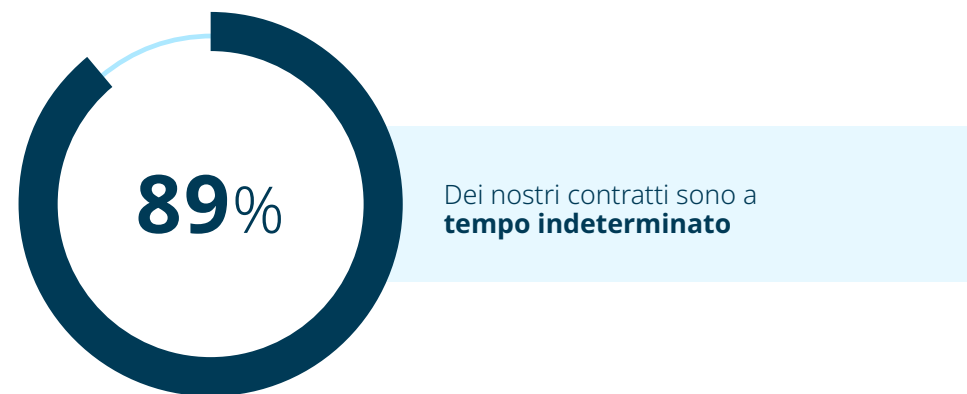 89%
Dei nostri contratti sono a
tempo indeterminato